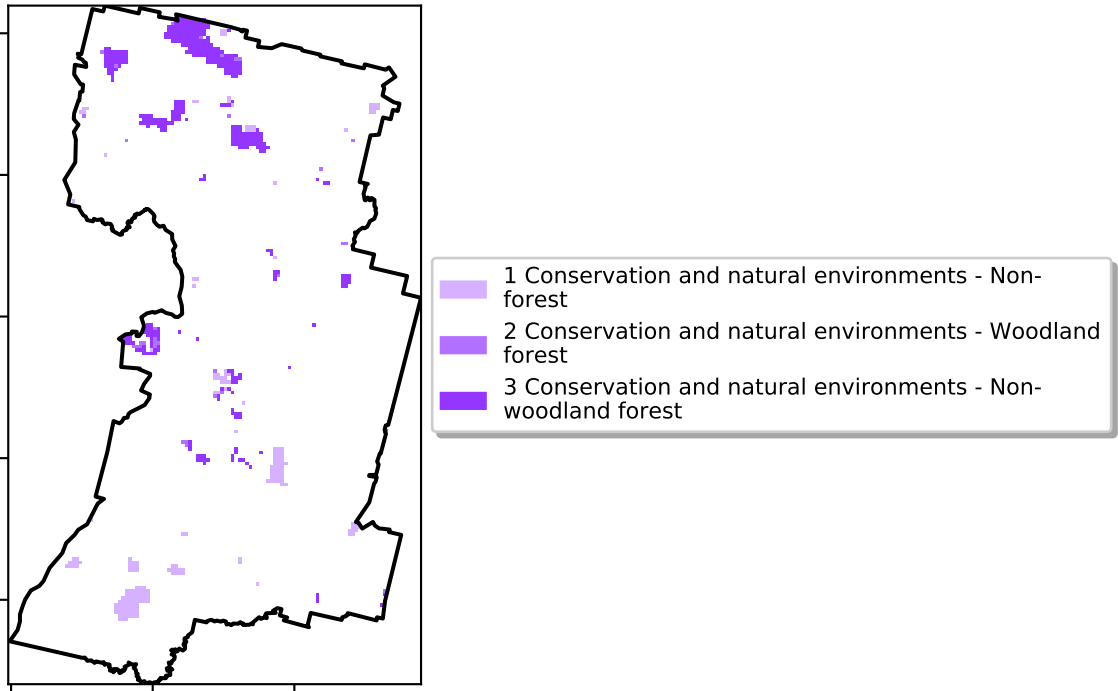 1 Conservation and natural environments - Non-
forest
2 Conservation and natural environments - Woodland
forest
3 Conservation and natural environments - Non-
woodland forest